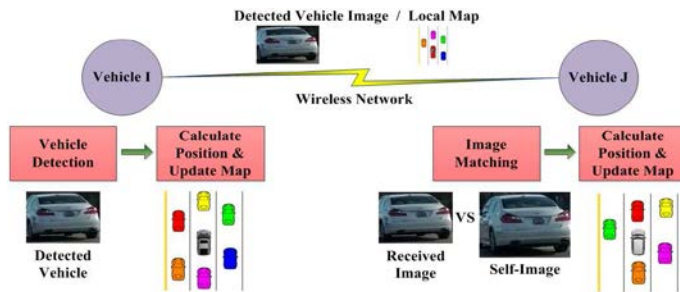 Detected Vehicle Image / Local Map
Vehicle I
Vehicle J
Wireless Network
Vehicle
Detection
Calculate
Position &
Update Map
Image
Matching
Calculate
Position &
Update Map
VS
Detected
Vehicle
Received
Image
Self-Image